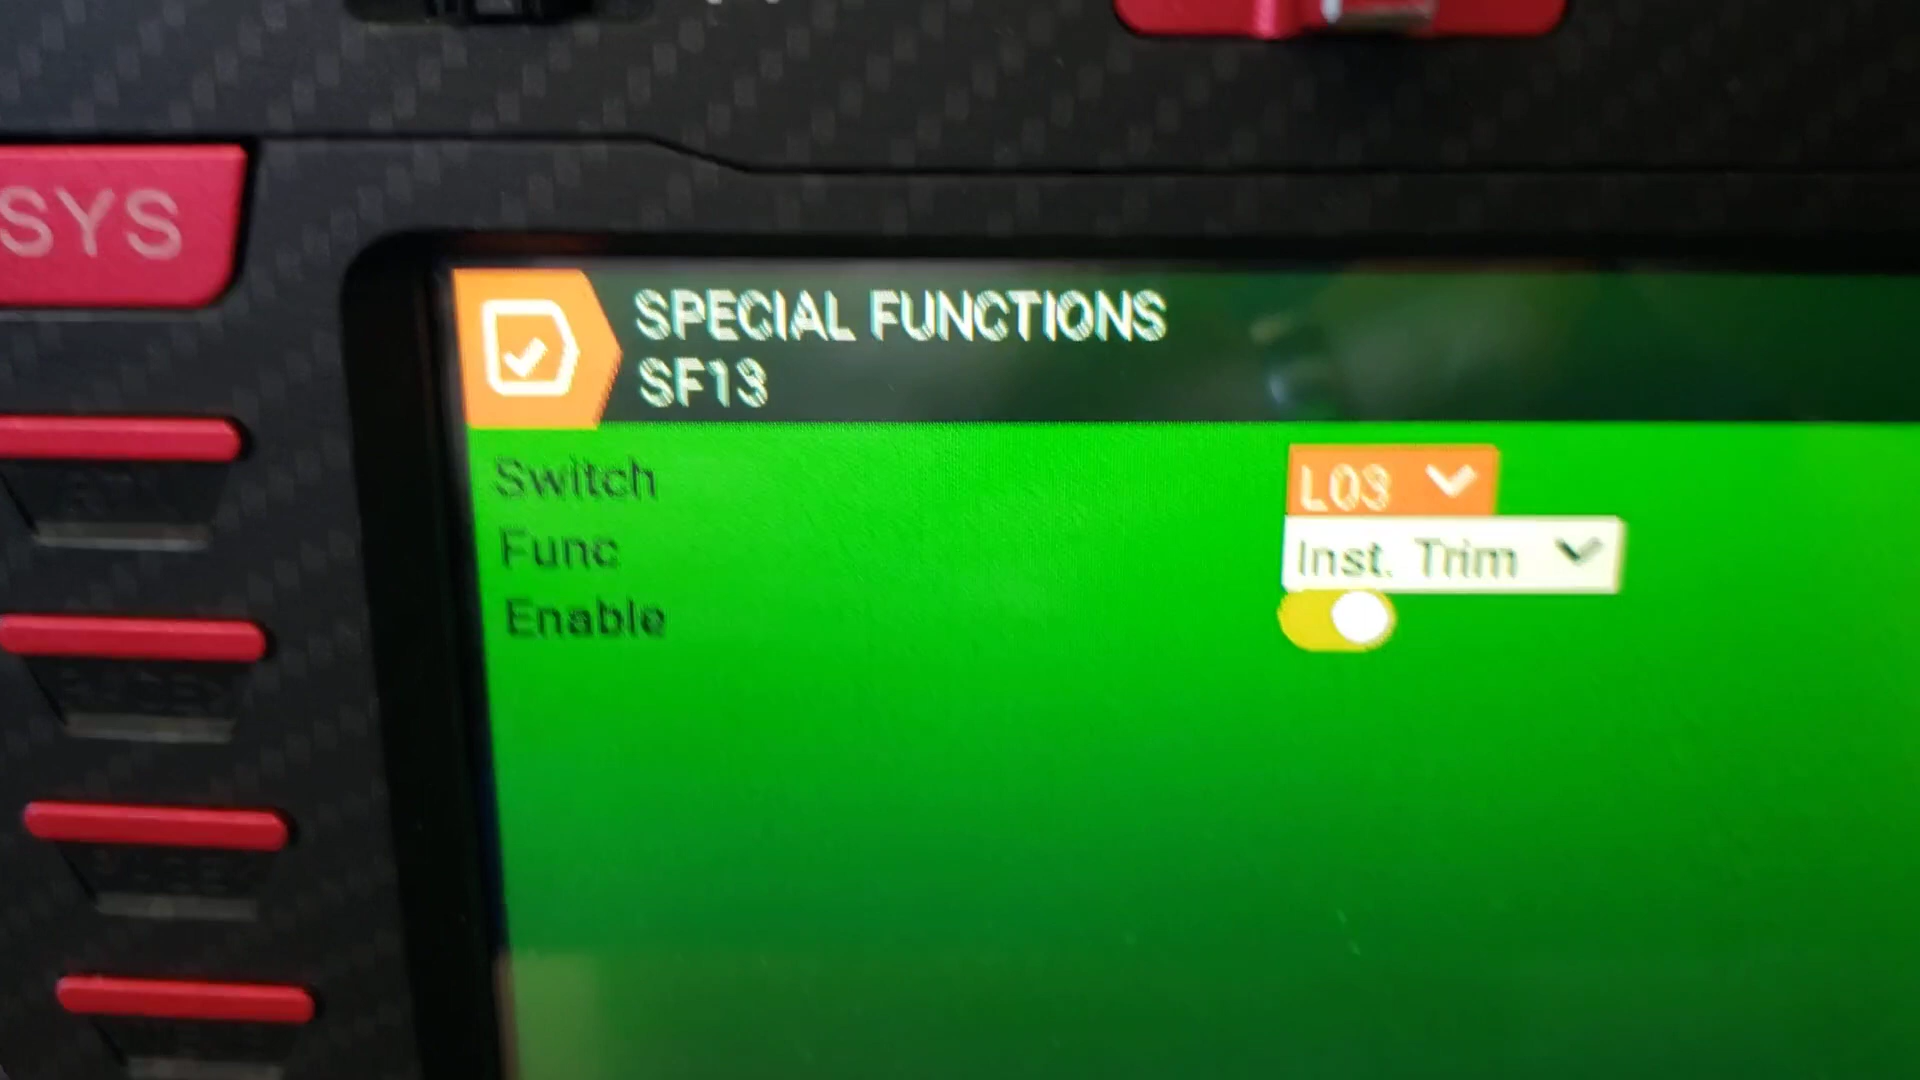 SYS
SPECIAL FUNCTIONS
SF13
Switch L03
Func Inst. Trim
Enable